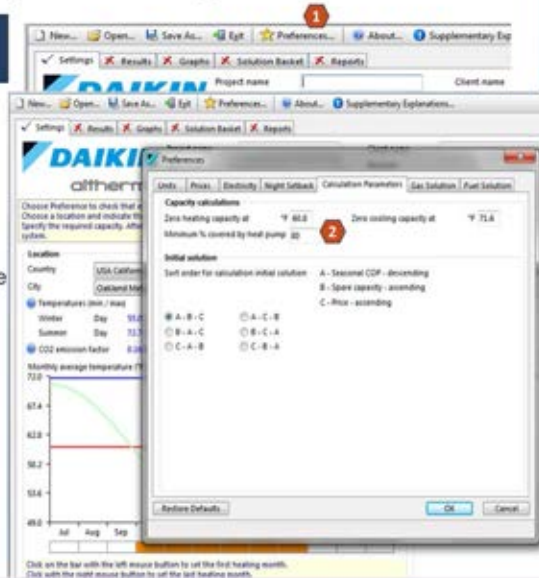 1
New... Open... Save As... Exit Preferences... About... Supplementary Exp
Settings Results Graphs Solution Basket Reports
DAIKIN Project name Client name
New... Open... Save As... Exit Preferences... About... Supplementary Explanations...
Settings Results Graphs Solution Basket Reports
DAIKI
altherm
Preferences
Units Prices Electricity Night Setback Calculation Parameters Gas Solution Fuel Solution
Capacity calculations
Zero heating capacity at °F 60.8 Zero cooling capacity at °F 71.6
Minimum % covered by heat pump 2
Initial solution
Sort order for calculation initial solution A - Seasonal COP - descending
B - Spare capacity - ascending
C - Price - ascending
A - B - C A - C - B
B - A - C B - C - A
C - A - B C - B - A
Restore Defaults OK Cancel
Choose Preference to check that
Choose a location and indicate th
Specify the required capacity. Afte
system.
Location
Country USA Californ
City Oakland Met
Temperatures (min / max)
Winter Day
Summer Day
CO2 emission factor
Monthly average temperature (°
72.0
67.4
62.8
58.2
53.6
49.0
Jul Aug Sep
Click on the bar with the left mouse button to set the first heating month.
Click with the right mouse button to set the last heating month.